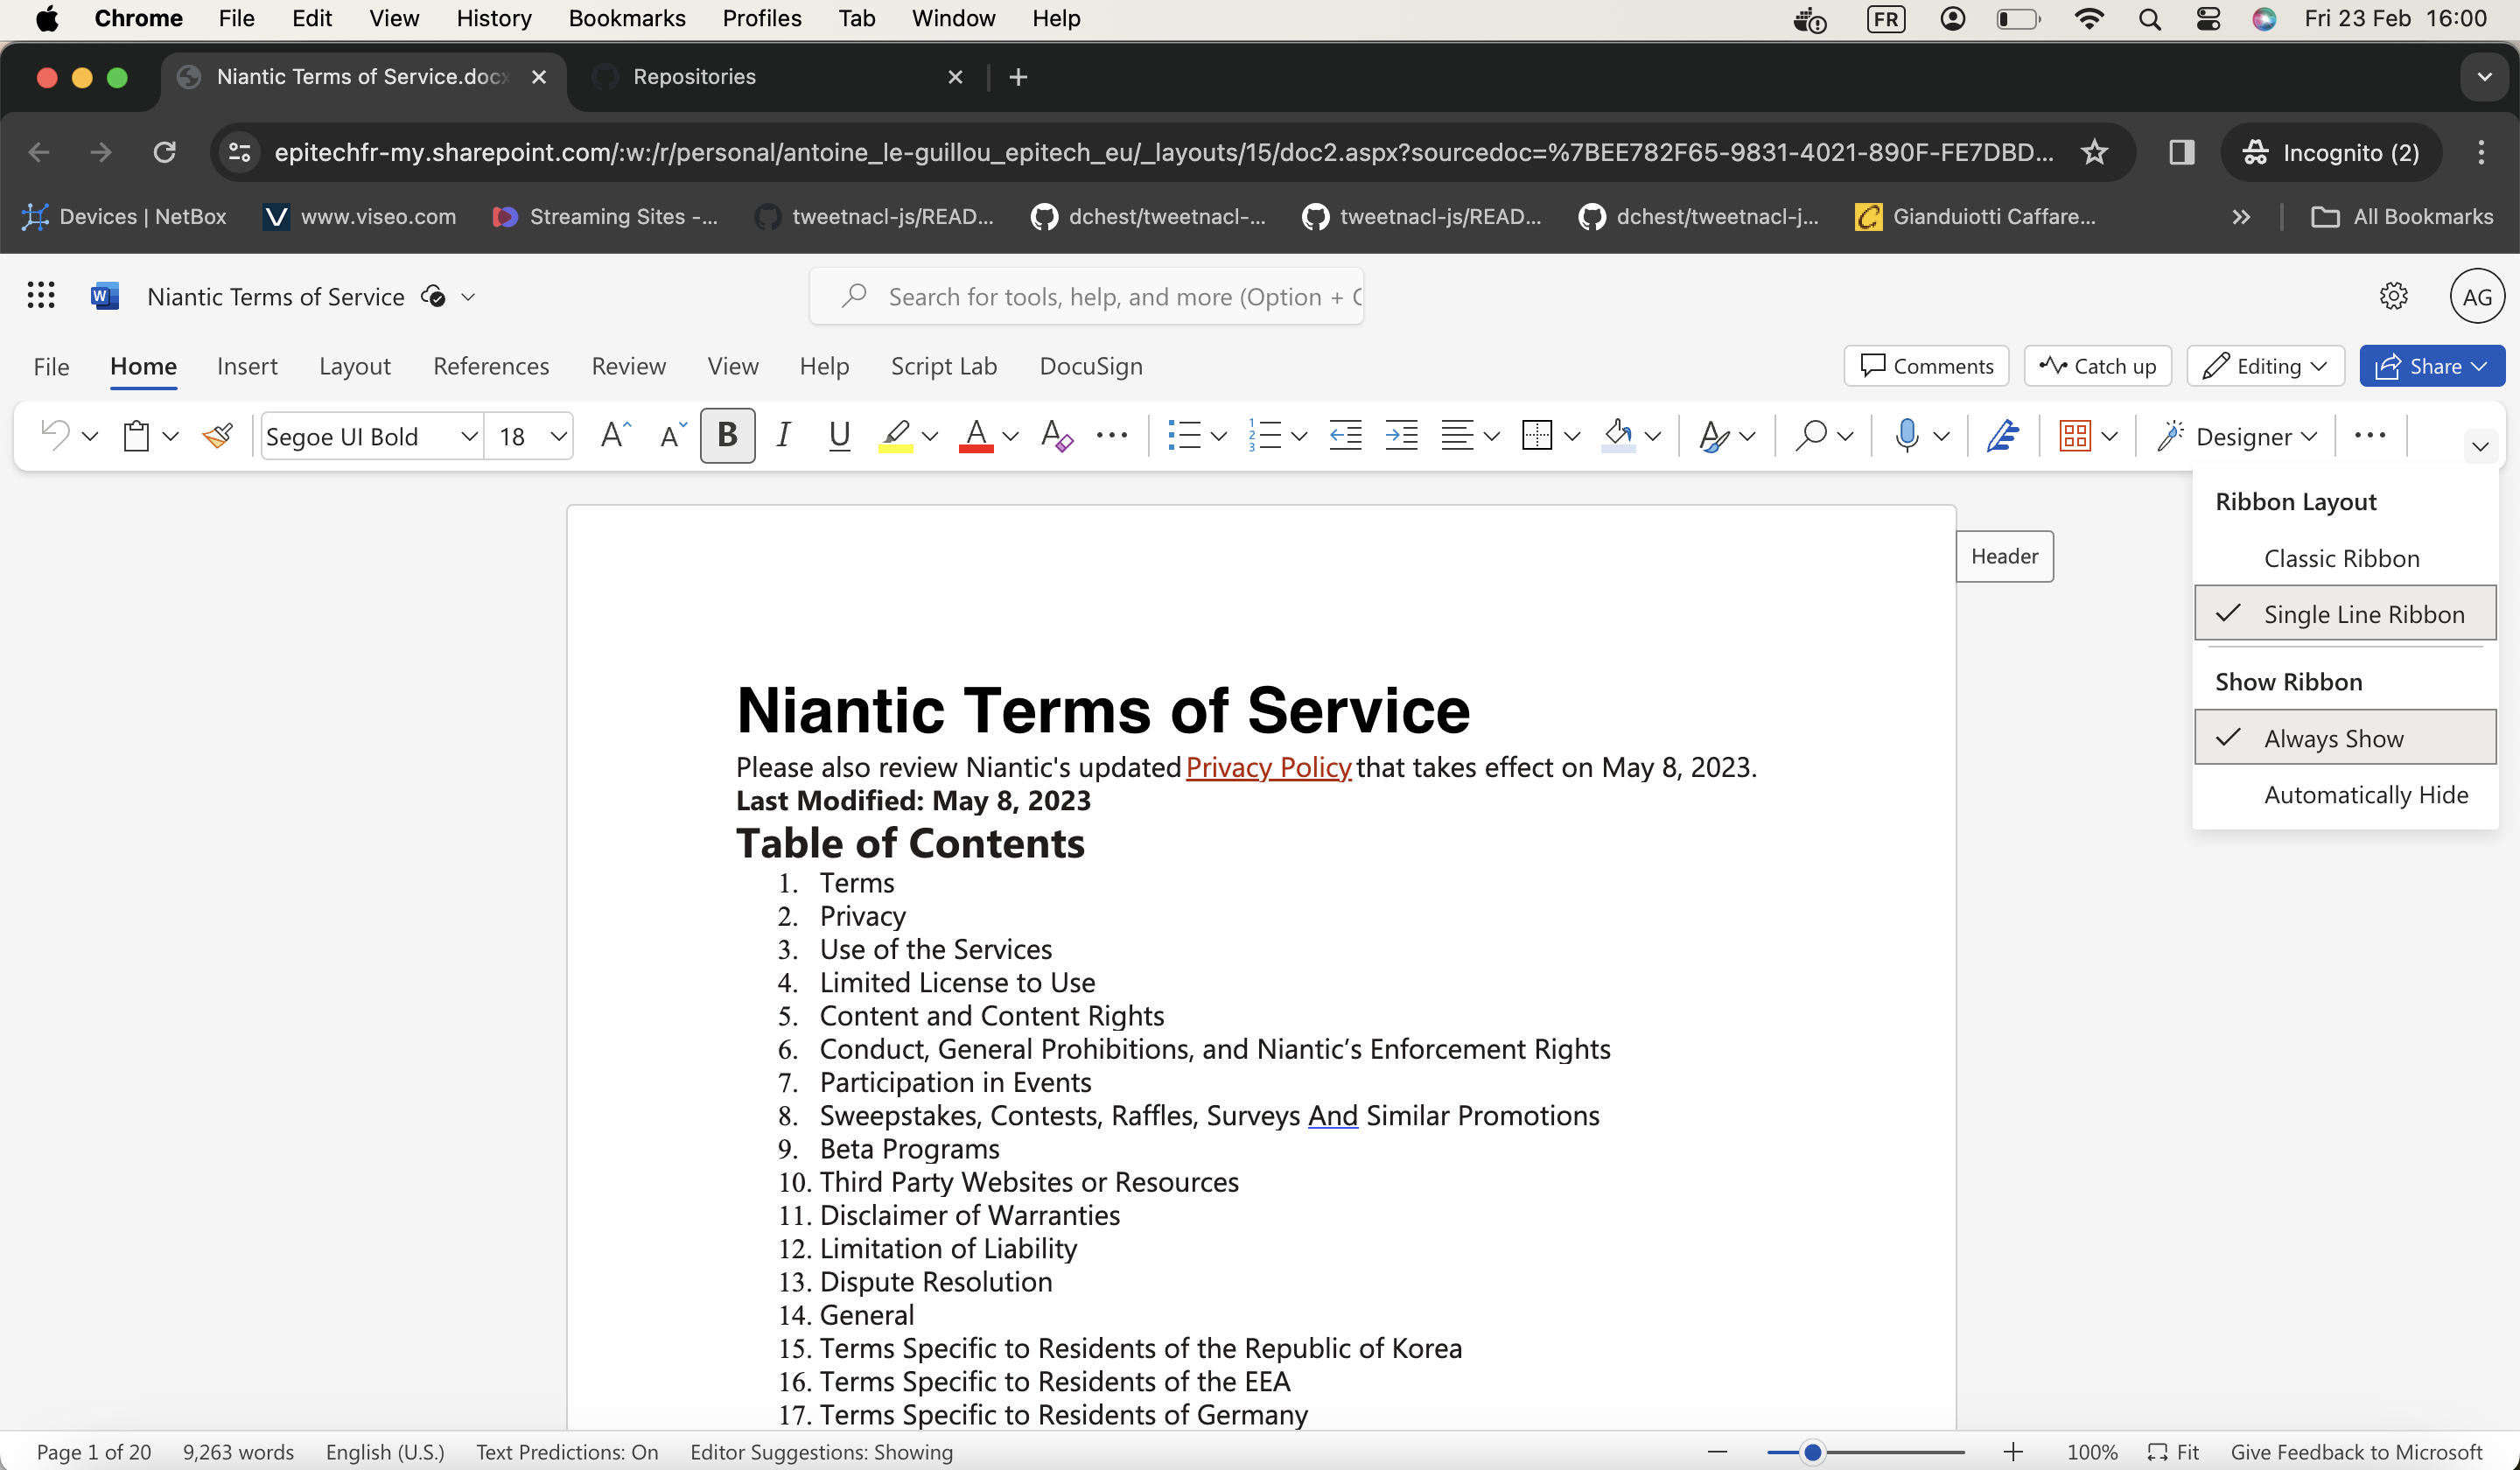 Chrome File Edit View History Bookmarks Profiles Tab Window Help FR Fri 23 Feb 16:00
Niantic Terms of Service.docx Repositories
epitechfr-my.sharepoint.com/:w:/r/personal/antoine_le-guillou_epitech_eu/_layouts/15/doc2.aspx?sourcedoc=%7BEE782F65-9831-4021-890F-FE7DBD... Incognito (2)
Devices | NetBox www.viseo.com Streaming Sites -... tweetnacl-js/READ... dchest/tweetnacl-... tweetnacl-js/READ... dchest/tweetnacl-j... Gianduiotti Caffare... All Bookmarks
Niantic Terms of Service Search for tools, help, and more (Option + AG
File Home Insert Layout References Review View Help Script Lab DocuSign Comments Catch up Editing Share
Segoe UI Bold 18 B I U Designer
Ribbon Layout
Classic Ribbon
Single Line Ribbon
Show Ribbon
Always Show
Automatically Hide
Header
Niantic Terms of Service
Please also review Niantic's updated Privacy Policy that takes effect on May 8, 2023.
Last Modified: May 8, 2023
Table of Contents
1. Terms
2. Privacy
3. Use of the Services
4. Limited License to Use
5. Content and Content Rights
6. Conduct, General Prohibitions, and Niantic’s Enforcement Rights
7. Participation in Events
8. Sweepstakes, Contests, Raffles, Surveys And Similar Promotions
9. Beta Programs
10. Third Party Websites or Resources
11. Disclaimer of Warranties
12. Limitation of Liability
13. Dispute Resolution
14. General
15. Terms Specific to Residents of the Republic of Korea
16. Terms Specific to Residents of the EEA
17. Terms Specific to Residents of Germany
Page 1 of 20 9,263 words English (U.S.) Text Predictions: On Editor Suggestions: Showing 100% Fit Give Feedback to Microsoft